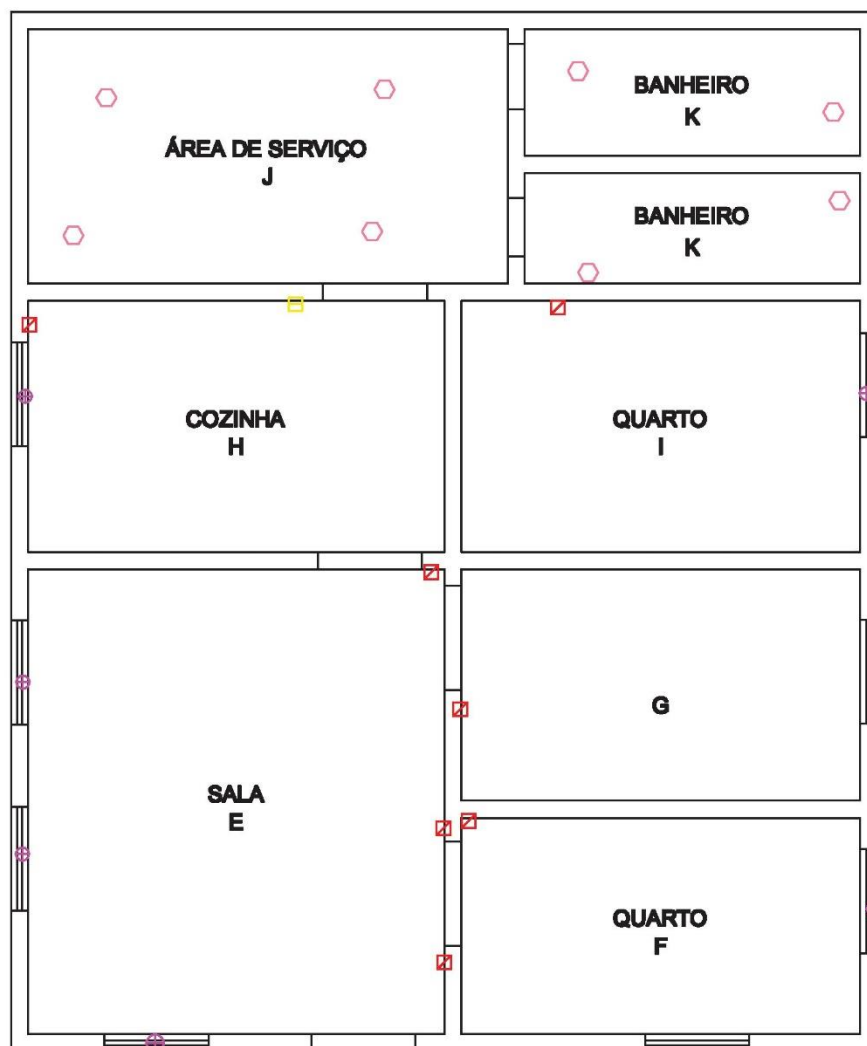 BANHEIRO
K
ÁREA DE SERVIÇO
J
BANHEIRO
K
COZINHA
H
QUARTO
I
G
SALA
E
QUARTO
F